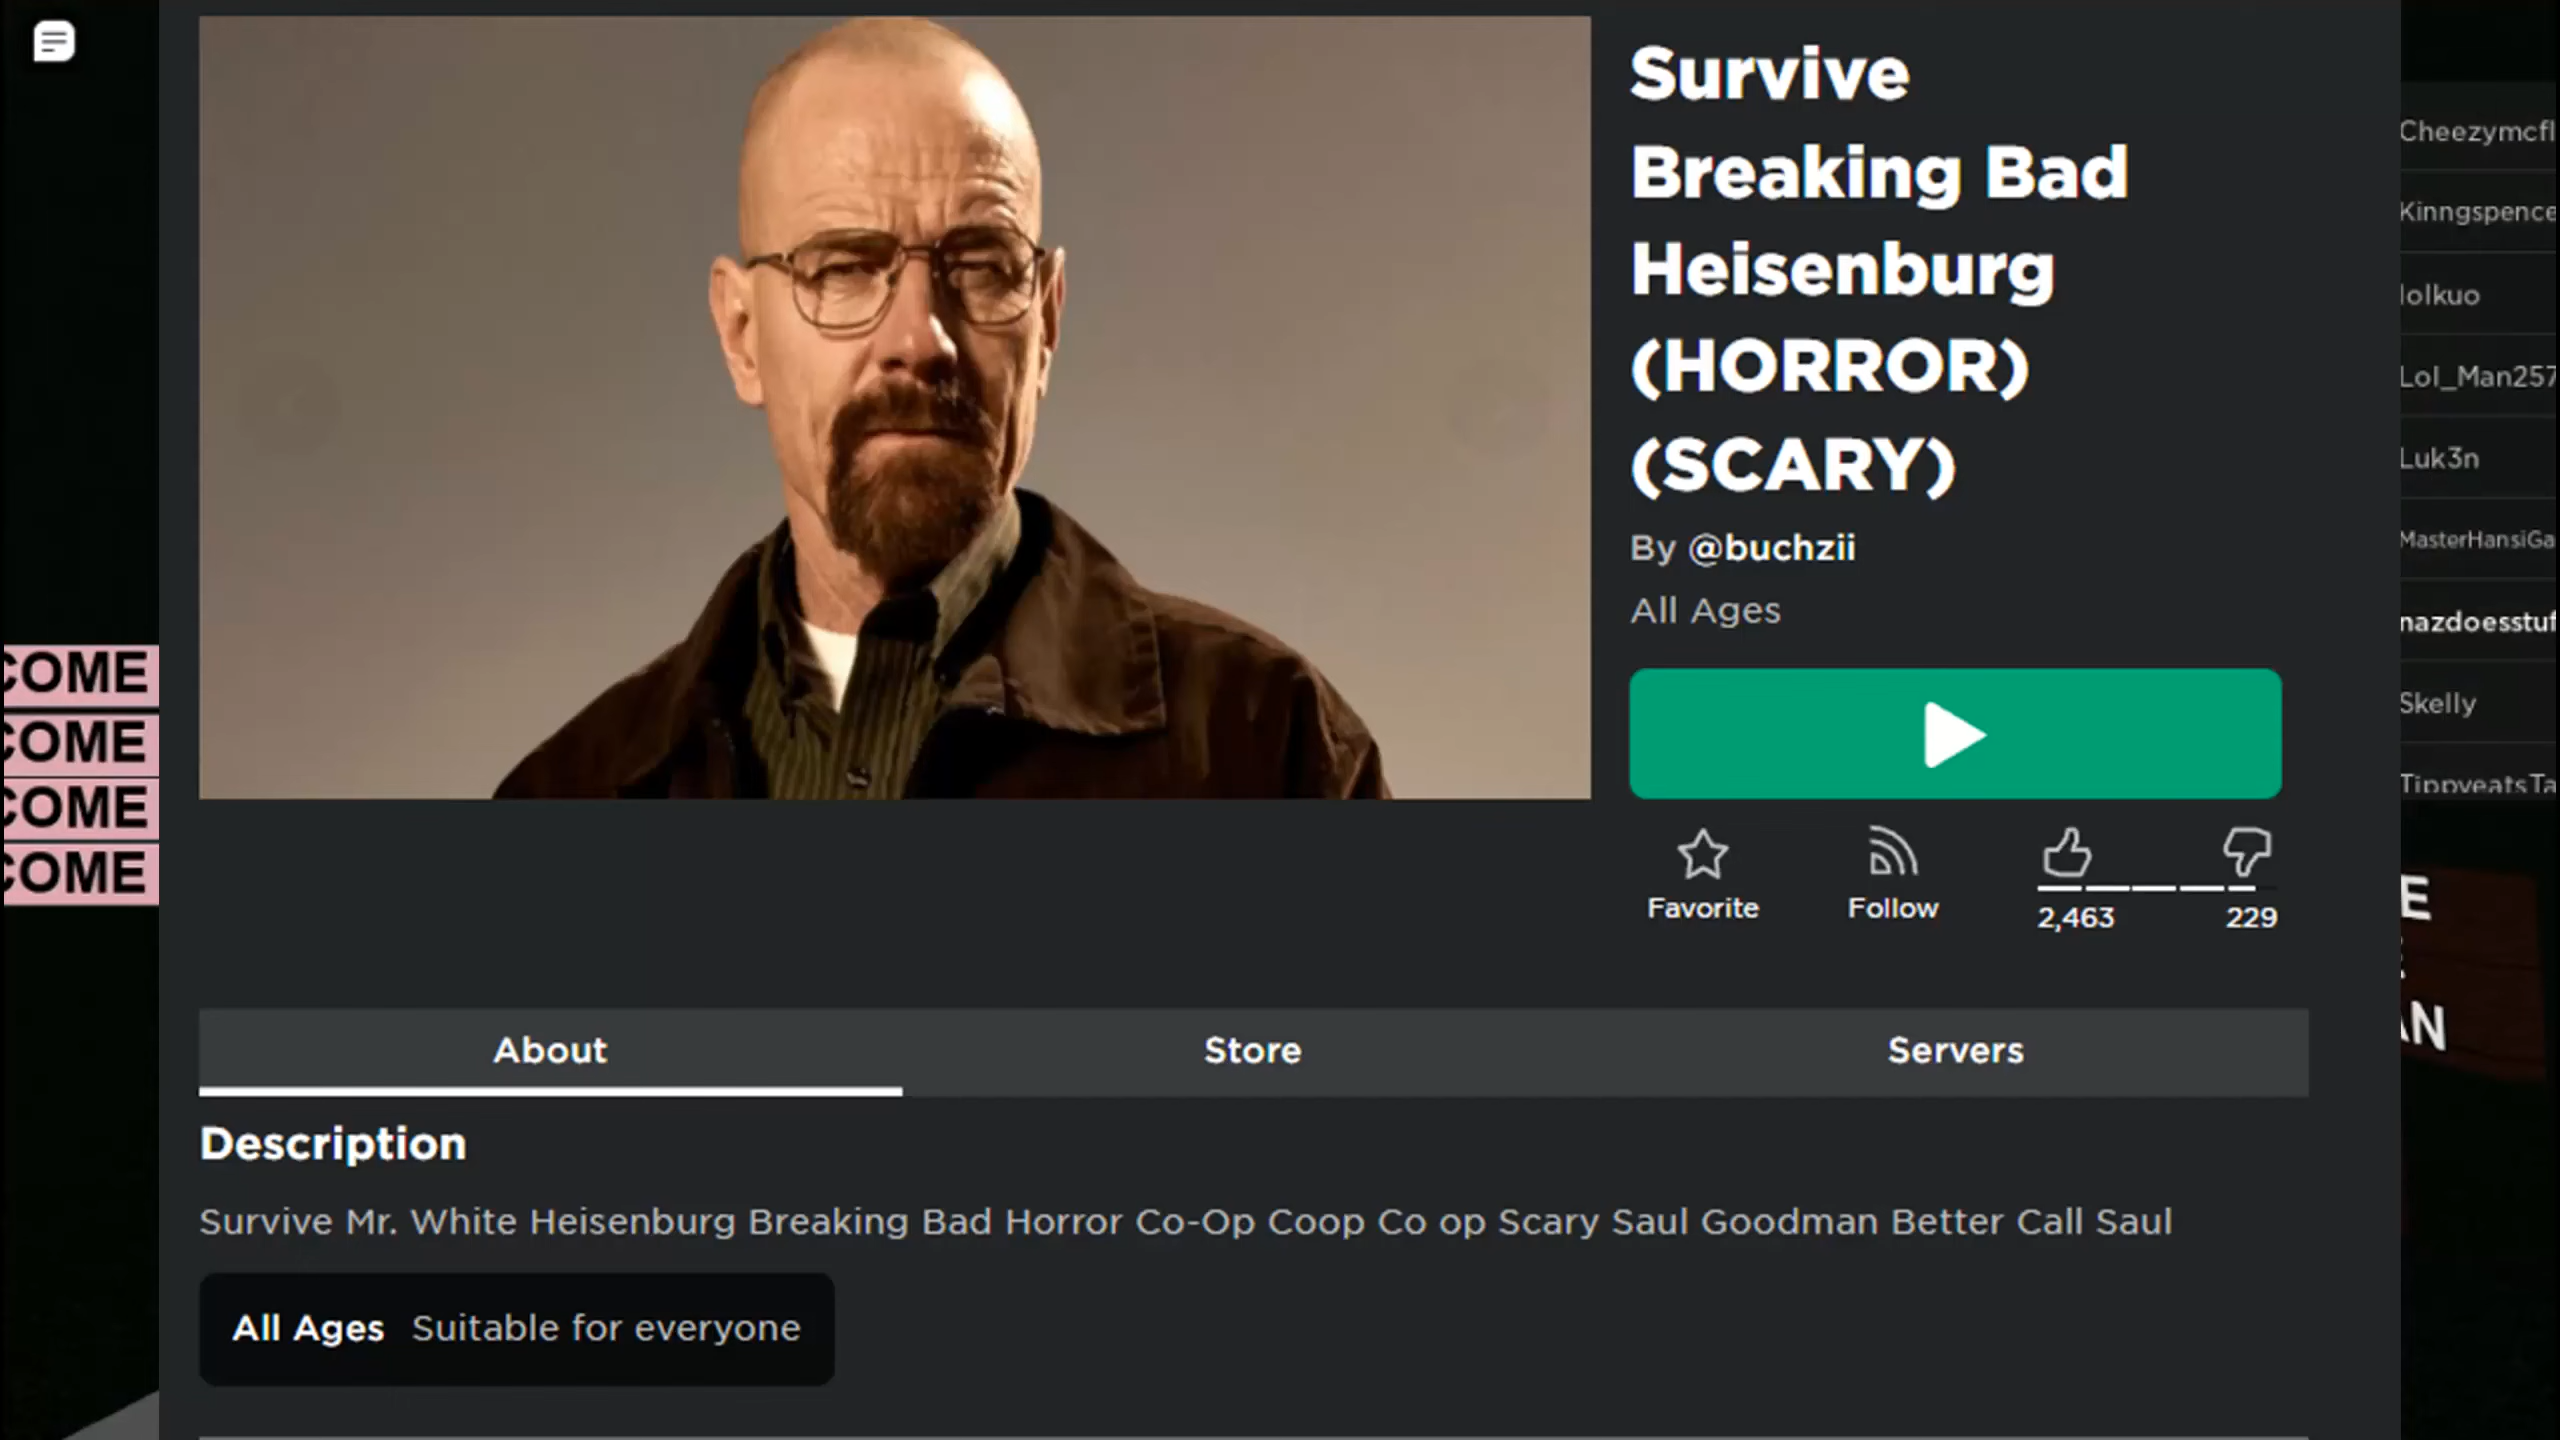 Survive
Breaking Bad
Heisenburg
(HORROR)
(SCARY)
By @buchzii
All Ages
Favorite
Follow
2,463
229
About
Store
Servers
Description
Survive Mr. White Heisenburg Breaking Bad Horror Co-Op Coop Co op Scary Saul Goodman Better Call Saul
All Ages Suitable for everyone
COME
COME
COME
COME
Cheezymcfl
Kinngspence
lolkuo
Lol_Man257
Luk3n
MasterHansiGa
nazdoesstuf
Skelly
TippyeatsTa
E
AN